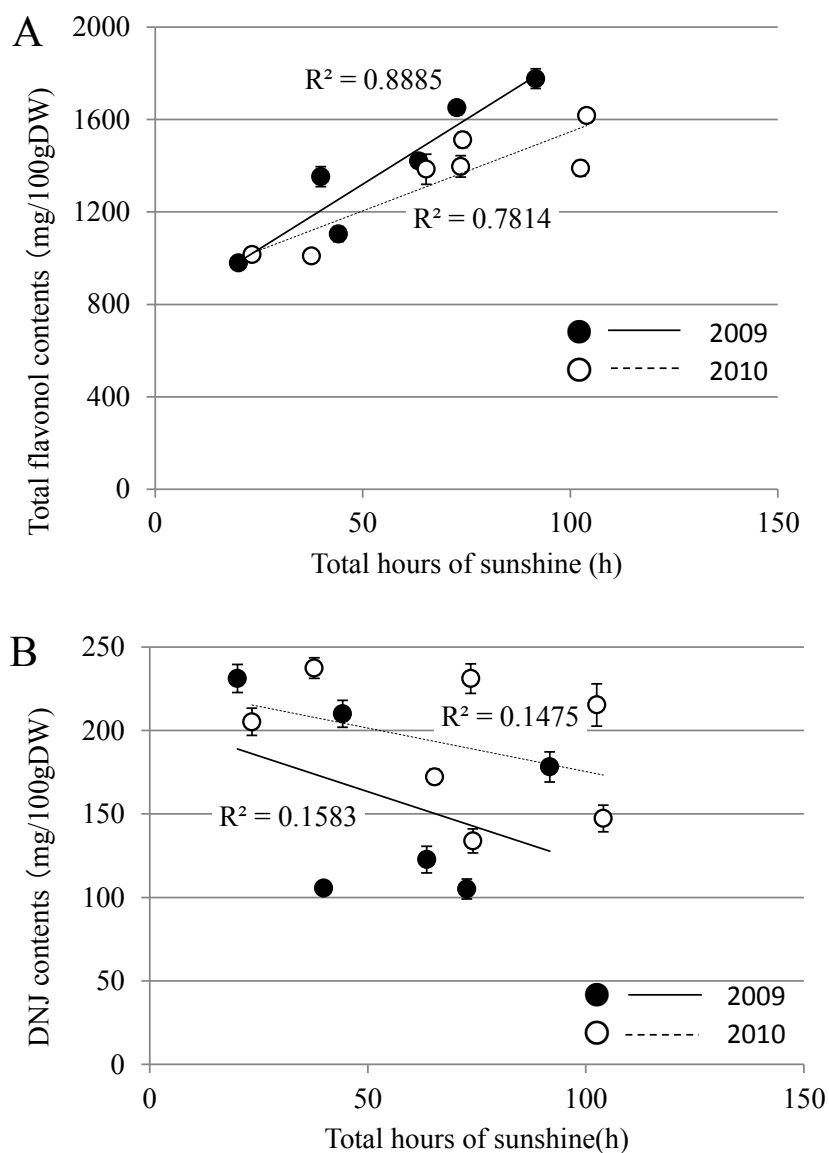 A
2000
1600
1200
800
400
0
0
50
100
150
Total flavonol contents (mg/100gDW)
Total hours of sunshine (h)
R² = 0.8885
R² = 0.7814
2009
2010
B
250
200
150
100
50
0
0
50
100
150
DNJ contents (mg/100gDW)
Total hours of sunshine(h)
R² = 0.1475
R² = 0.1583
2009
2010